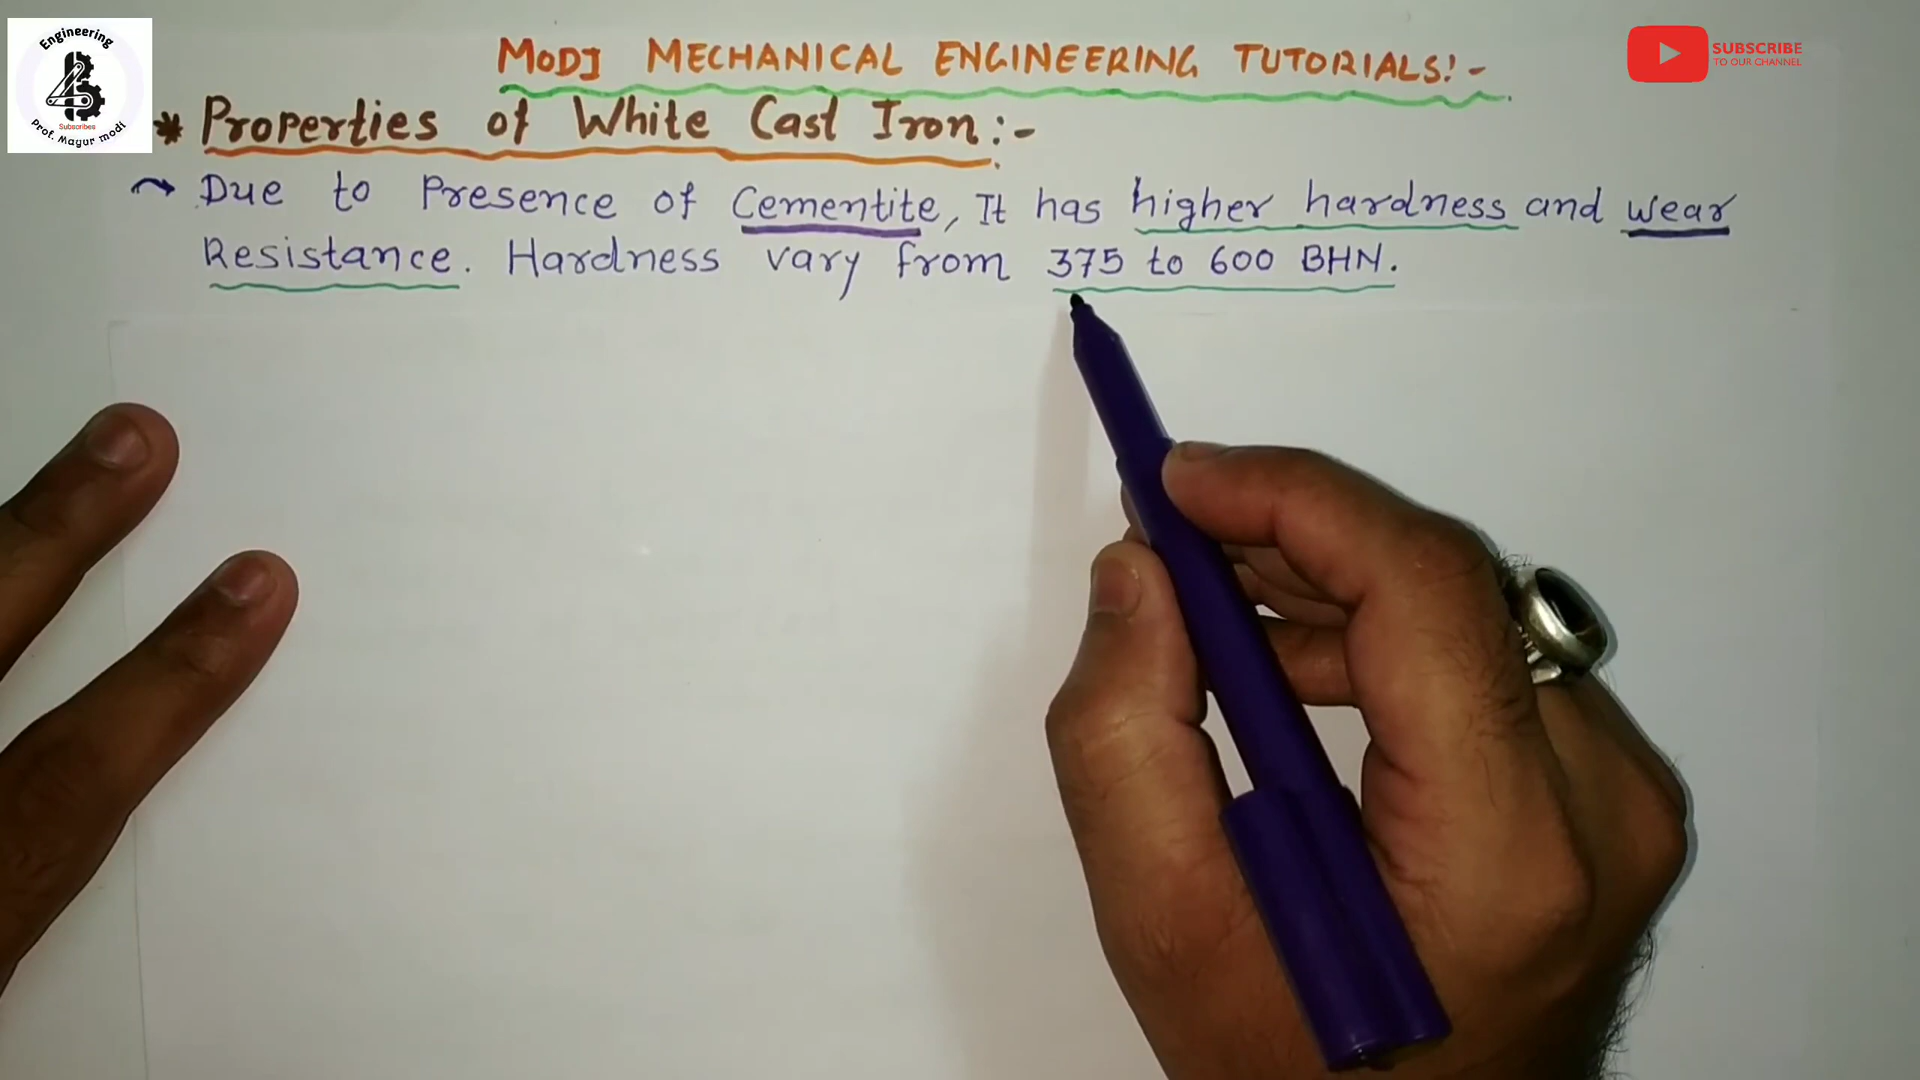 Engineering
Subscribes
Prof. Mayur modi
MODI MECHANICAL ENGINEERING TUTORIALS:-
SUBSCRIBE
TO OUR CHANNEL
* Properties of White Cast Iron:-
→ Due to Presence of Cementite, It has higher hardness and wear
Resistance. Hardness vary from 375 to 600 BHN.